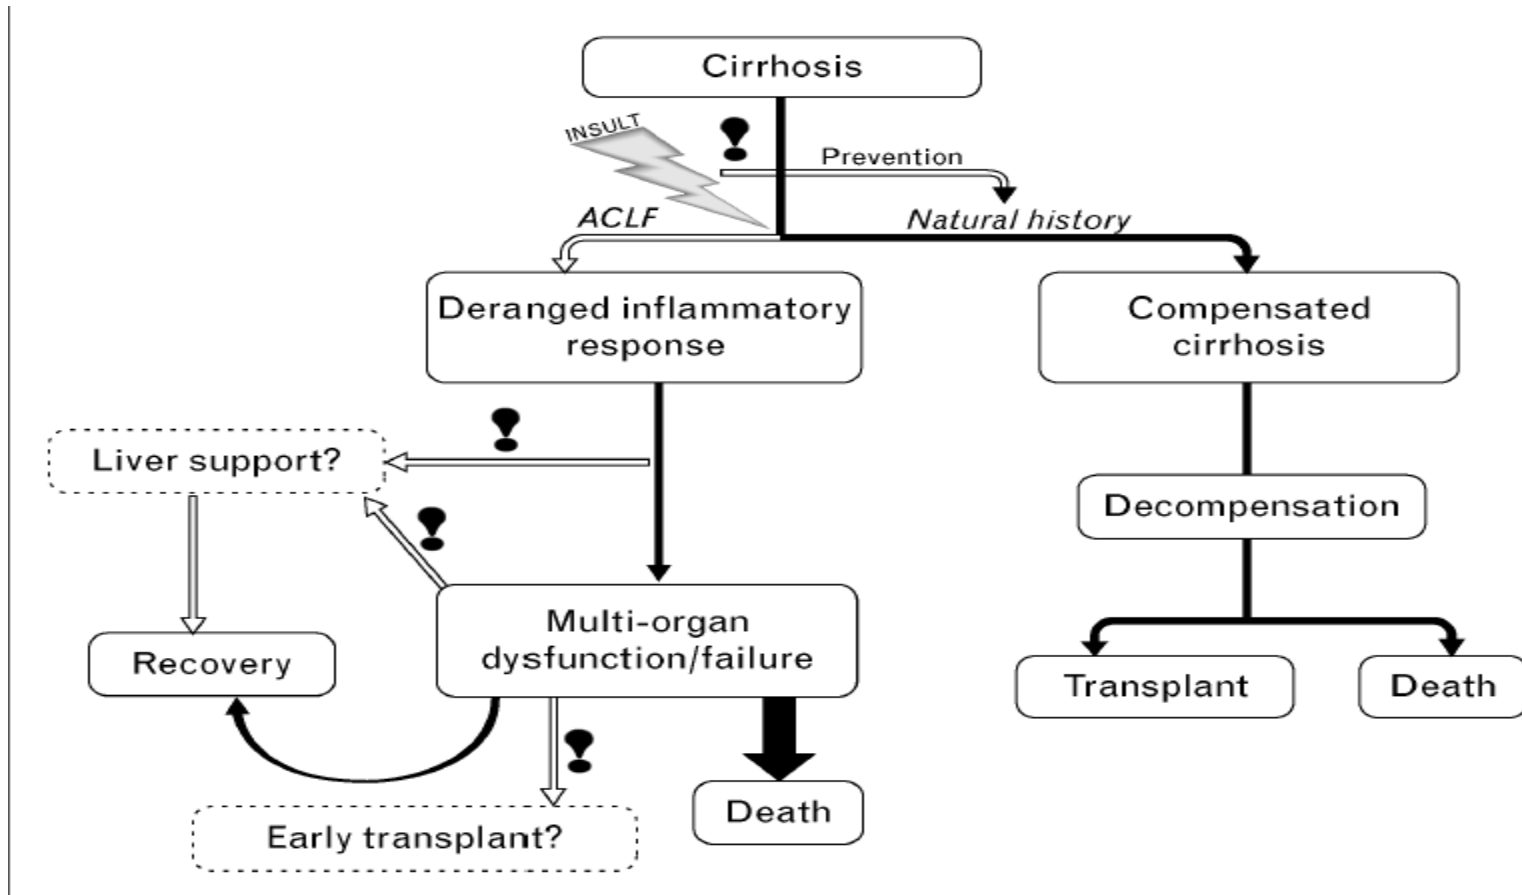 Cirrhosis
INSULT
Prevention
ACLF
Natural history
Deranged inflammatory
response
Compensated
cirrhosis
Liver support?
Decompensation
Multi-organ
dysfunction/failure
Recovery
Transplant
Death
Death
Early transplant?